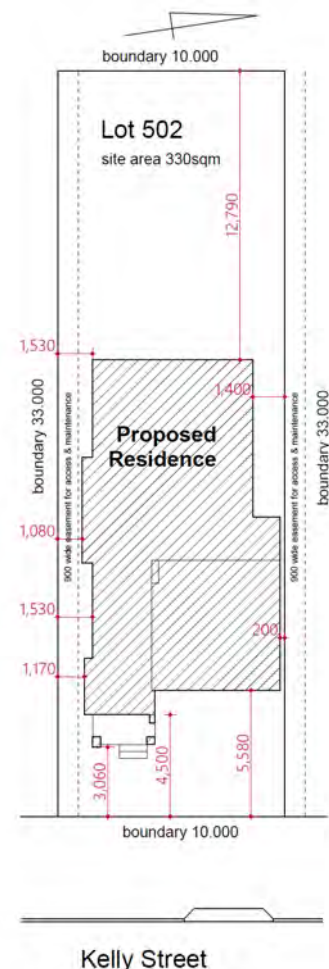 boundary 10.000
Lot 502
site area 330sqm
12,790
1,530
1,400
boundary 33.000
900 wide easement for access & maintenance
Proposed
Residence
900 wide easement for access & maintenance
boundary 33.000
1,080
1,530
200
1,170
3,060
4,500
5,580
boundary 10.000
Kelly Street